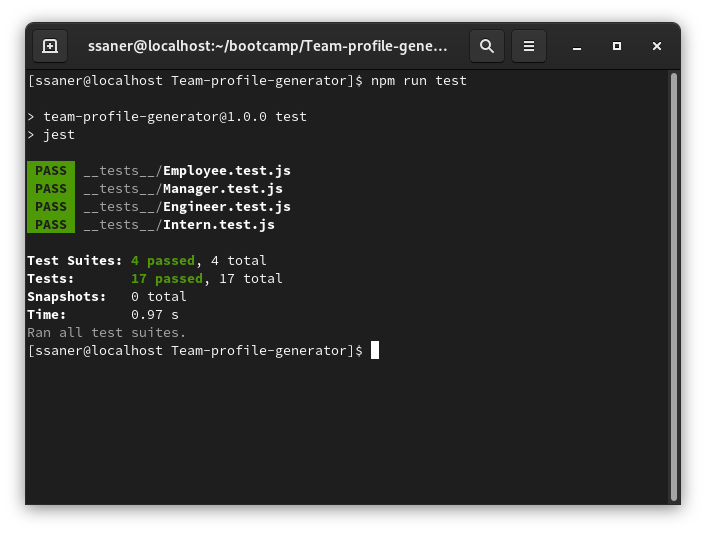 ssaner@localhost:~/bootcamp/Team-profile-gene...
[ssaner@localhost Team-profile-generator]$ npm run test
> team-profile-generator@1.0.0 test
> jest
PASS __tests__/Employee.test.js
PASS __tests__/Manager.test.js
PASS __tests__/Engineer.test.js
PASS __tests__/Intern.test.js
Test Suites: 4 passed, 4 total
Tests: 17 passed, 17 total
Snapshots: 0 total
Time: 0.97 s
Ran all test suites.
[ssaner@localhost Team-profile-generator]$